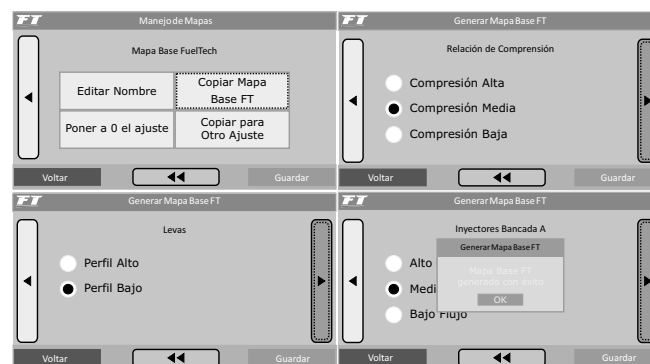 FT Manejo de Mapas
Mapa Base FuelTech
Editar Nombre
Copiar Mapa
Base FT
Poner a 0 el ajuste
Copiar para
Otro Ajuste
Voltar Guardar
FT Generar Mapa Base FT
Relación de Compresión
Compresión Alta
Compresión Media
Compresión Baja
Voltar Guardar
FT Generar Mapa Base FT
Levas
Perfil Alto
Perfil Bajo
Voltar Guardar
FT Generar Mapa Base FT
Inyectores Bancada A
Alto
Medi
Bajo Flujo
Generar Mapa Base FT
Mapa Base FT
generado con éxito
OK
Voltar Guardar